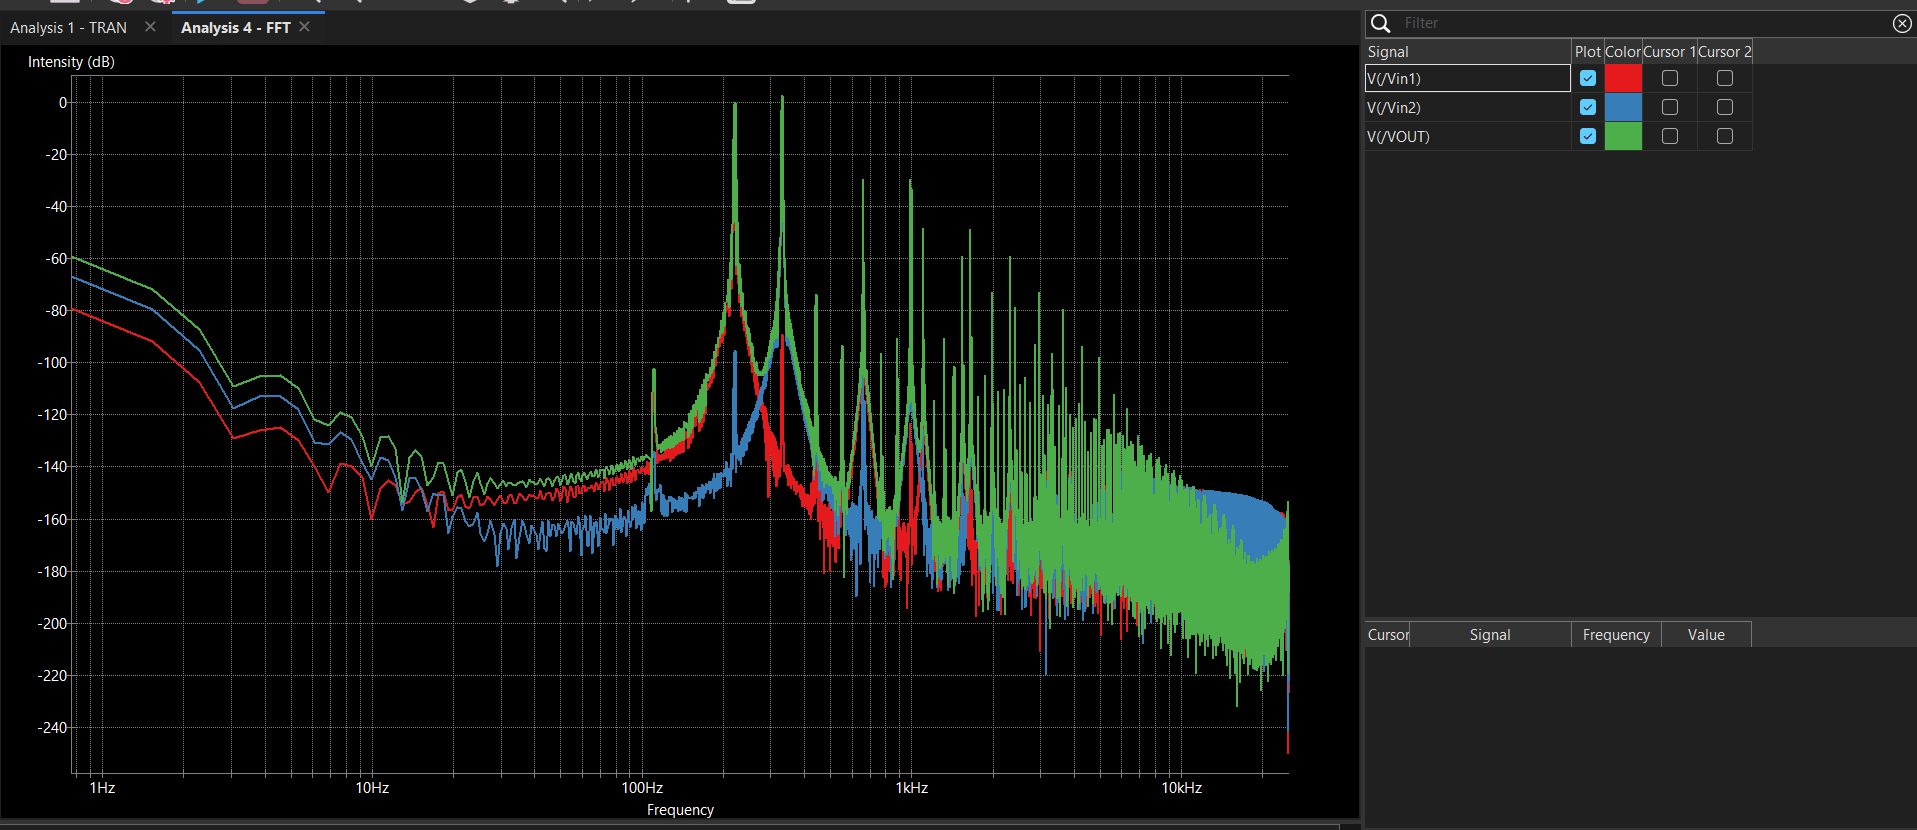 Analysis 1 - TRAN
Analysis 4 - FFT
Filter
Signal Plot Color Cursor 1 Cursor 2
V(/Vin1)
V(/Vin2)
V(/VOUT)
Intensity (dB)
0
-20
-40
-60
-80
-100
-120
-140
-160
-180
-200
-220
-240
1Hz 10Hz 100Hz 1kHz 10kHz
Frequency
Cursor Signal Frequency Value